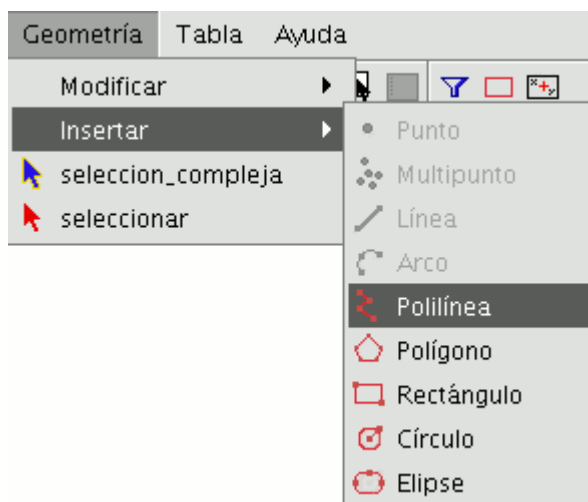 Geometría Tabla Ayuda
Modificar
Insertar
seleccion_compleja
seleccionar
Punto
Multipunto
Línea
Arco
Polilínea
Polígono
Rectángulo
Círculo
Elipse